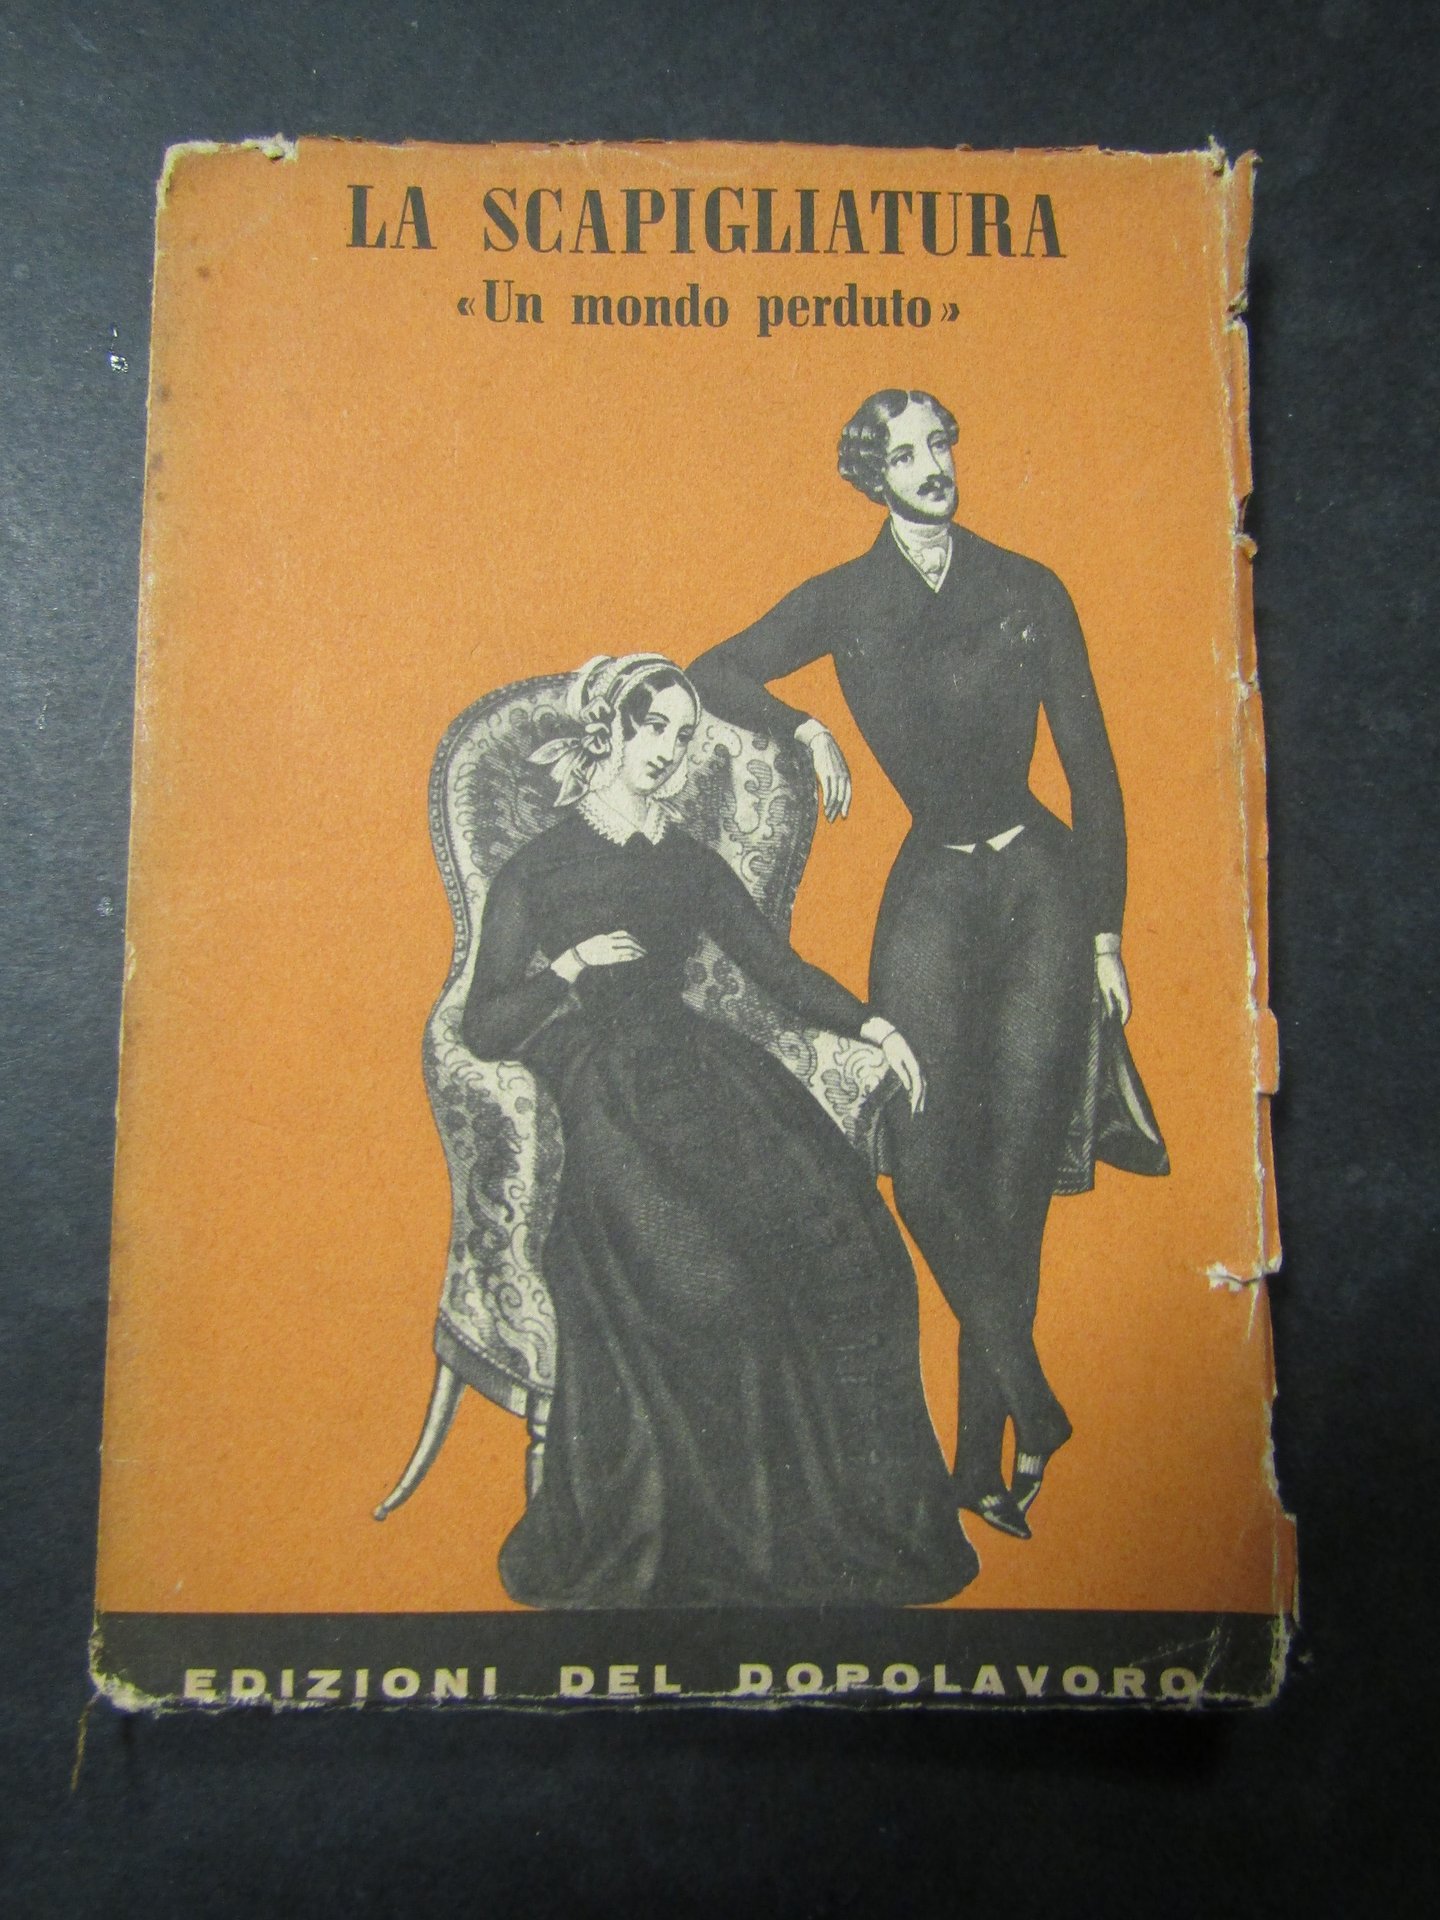 LA SCAPIGLIATURA
«Un mondo perduto»
EDIZIONI DEL DOPOLAVORO